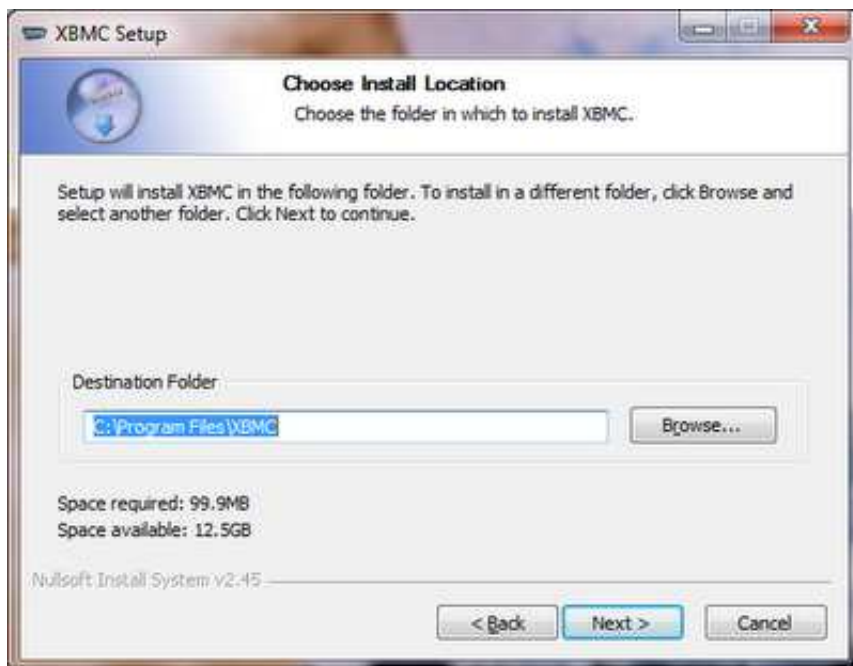 XBMC Setup
Choose Install Location
Choose the folder in which to install XBMC.
Setup will install XBMC in the following folder. To install in a different folder, click Browse and
select another folder. Click Next to continue.
Destination Folder
C:\Program Files\XBMC
Browse...
Space required: 99.9MB
Space available: 12.5GB
Nullsoft Install System v2.45
< Back
Next >
Cancel